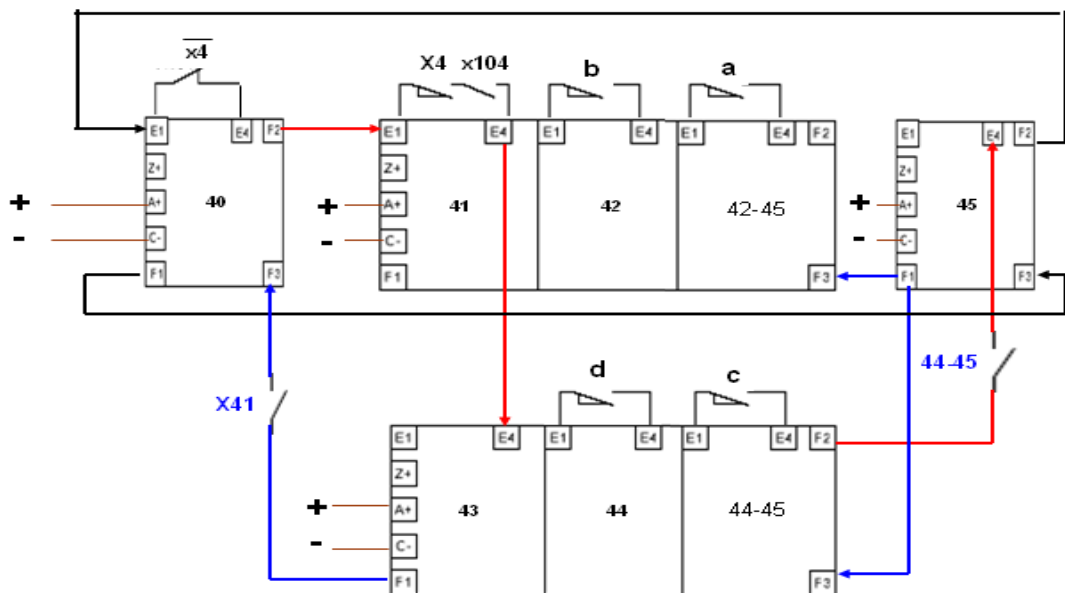 x4
X4 x104
b
a
E1 E4 F2
E1 E4 E1 E4 E1 E4 F2
E1 E4
Z+
Z+
Z+
+ A+ 40
+ A+ 41 42 42-45
+ A+ 45
- C-
- C-
- C-
F1 F3
F1 F3
F1 F3
X41
d
c
44-45
E1 E4 E1 E4 E1 E4 F2
Z+
+ A+ 43 44 44-45
- C-
F1 F3